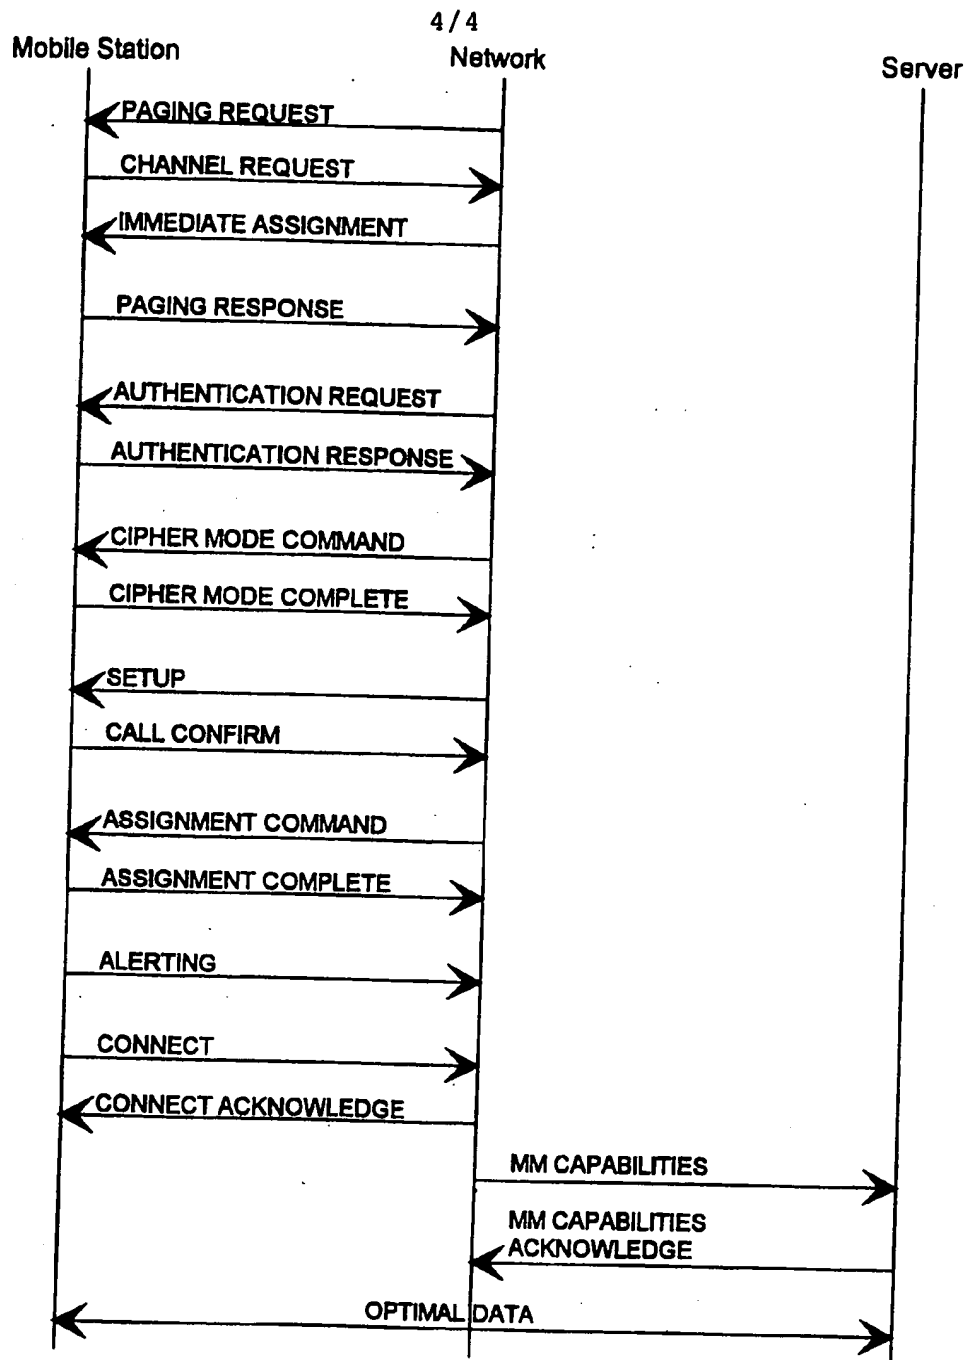 4/4
Mobile Station
Network
Server
PAGING REQUEST
CHANNEL REQUEST
IMMEDIATE ASSIGNMENT
PAGING RESPONSE
AUTHENTICATION REQUEST
AUTHENTICATION RESPONSE
CIPHER MODE COMMAND
CIPHER MODE COMPLETE
SETUP
CALL CONFIRM
ASSIGNMENT COMMAND
ASSIGNMENT COMPLETE
ALERTING
CONNECT
CONNECT ACKNOWLEDGE
MM CAPABILITIES
MM CAPABILITIES
ACKNOWLEDGE
OPTIMAL DATA